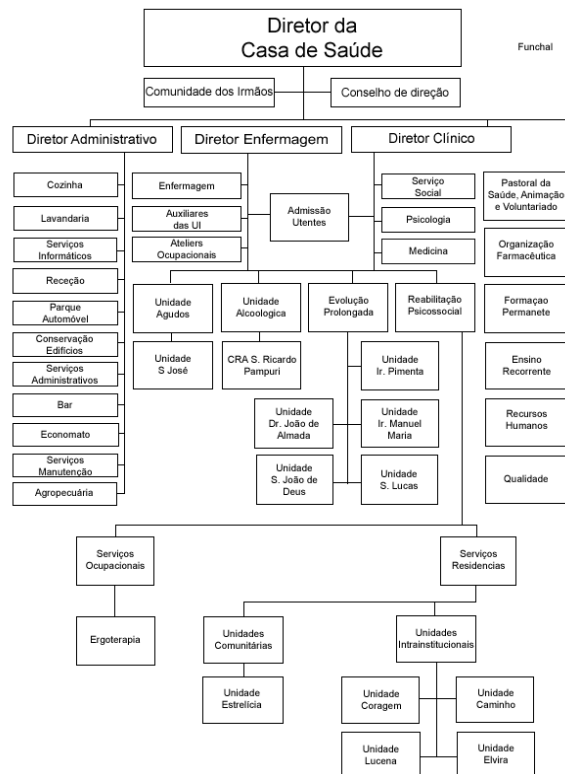 Diretor da
Casa de Saúde
Funchal
Comunidade dos Irmãos
Conselho de direção
Diretor Administrativo
Diretor Enfermagem
Diretor Clínico
Cozinha
Lavandaria
Serviços
Informáticos
Receção
Parque
Automóvel
Conservação
Edifícios
Serviços
Administrativos
Bar
Economato
Serviços
Manutenção
Agropecuária
Enfermagem
Auxiliares
das UI
Ateliers
Ocupacionais
Admissão
Utentes
Serviço
Social
Psicologia
Medicina
Pastoral da
Saúde, Animação
e Voluntariado
Organização
Farmacêutica
Formaçao
Permanete
Ensino
Recorrente
Recursos
Humanos
Qualidade
Unidade
Agudos
Unidade
Alcoologica
Evolução
Prolongada
Reabilitação
Psicossocial
Unidade
S José
CRA S. Ricardo
Pampuri
Unidade
Ir. Pimenta
Unidade
Dr. João de
Almada
Unidade
Ir. Manuel
Maria
Unidade
S. João de
Deus
Unidade
S. Lucas
Serviços
Ocupacionais
Serviços
Residencias
Ergoterapia
Unidades
Comunitárias
Unidades
Intrainstitucionais
Unidade
Estrelícia
Unidade
Coragem
Unidade
Caminho
Unidade
Lucena
Unidade
Elvira